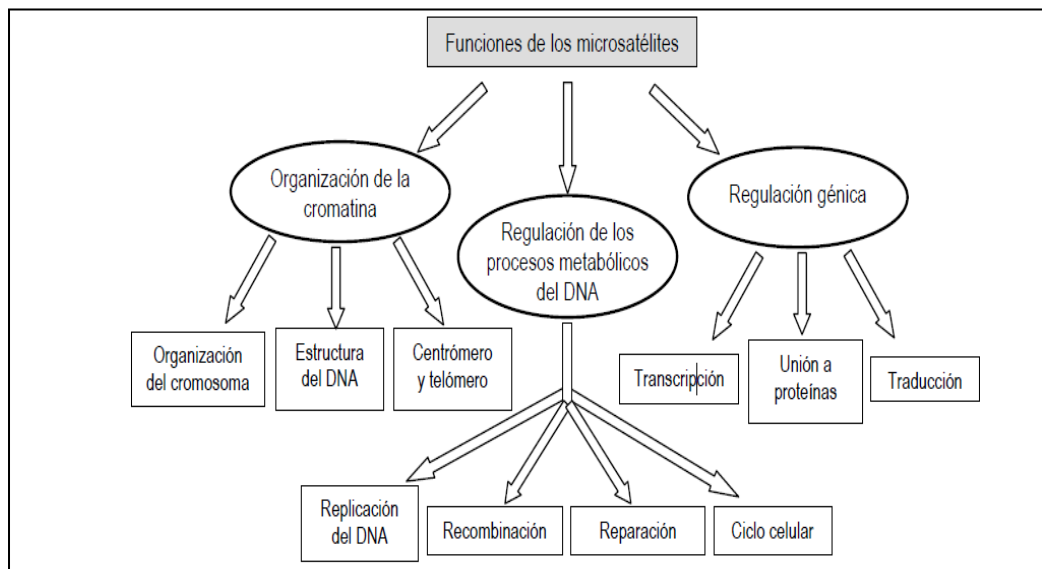 Funciones de los microsatélites
Organización de la
cromatina
Regulación de los
procesos metabólicos
del DNA
Regulación génica
Organización
del cromosoma
Estructura
del DNA
Centrómero
y telómero
Transcripción
Unión a
proteínas
Traducción
Replicación
del DNA
Recombinación
Reparación
Ciclo celular